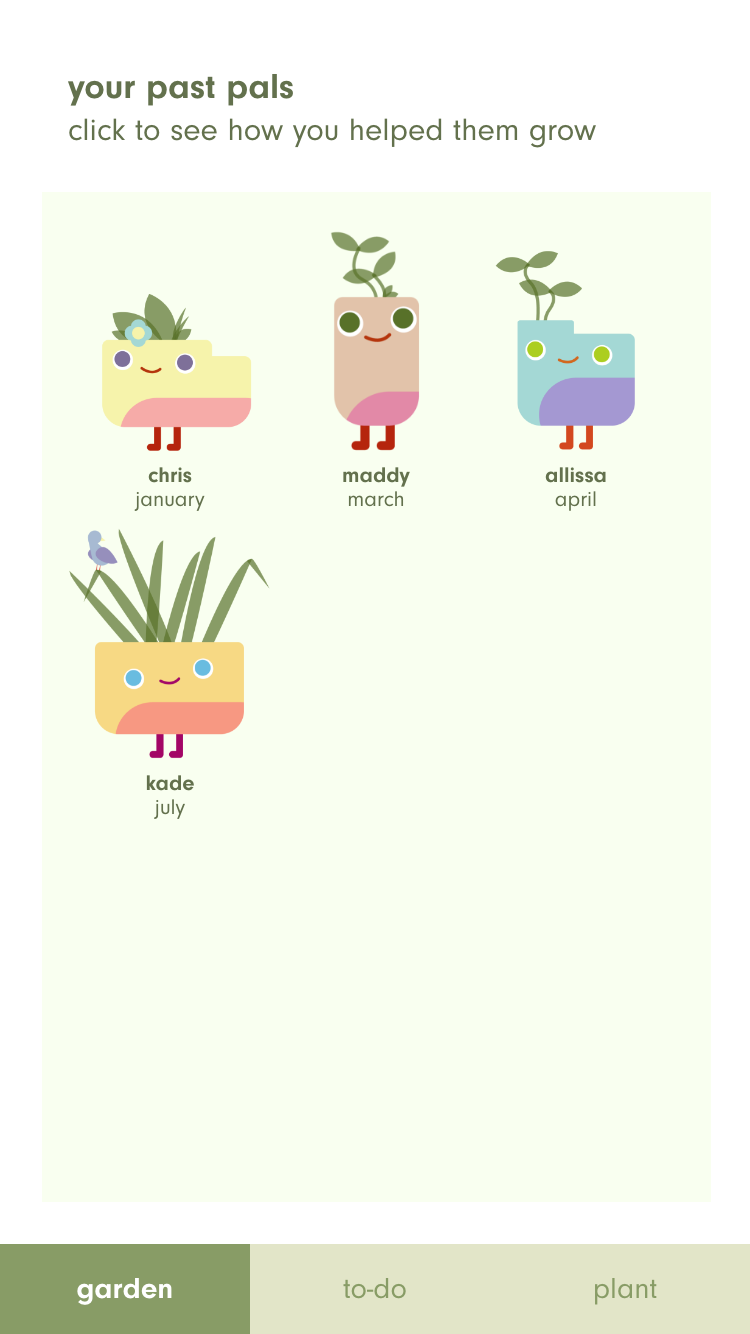 your past pals
click to see how you helped them grow
chris
january
maddy
march
allissa
april
kade
july
garden
to-do
plant